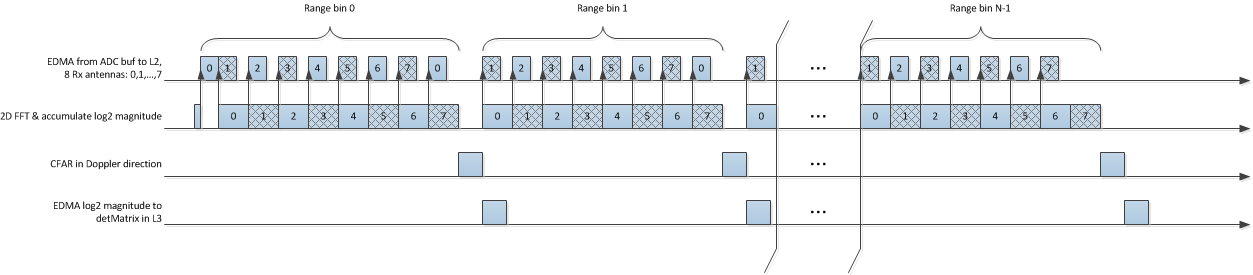 Range bin 0
Range bin 1
Range bin N-1
EDMA from ADC buf to L2,
8 Rx antennas: 0,1,...,7
0 1 2 3 4 5 6 7 0
1 2 3 4 5 6 7 0
1
...
1 2 3 4 5 6 7
2D FFT & accumulate log2 magnitude
0 1 2 3 4 5 6 7
0 1 2 3 4 5 6 7
0
...
0 1 2 3 4 5 6 7
CFAR in Doppler direction
...
EDMA log2 magnitude to
detMatrix in L3
...